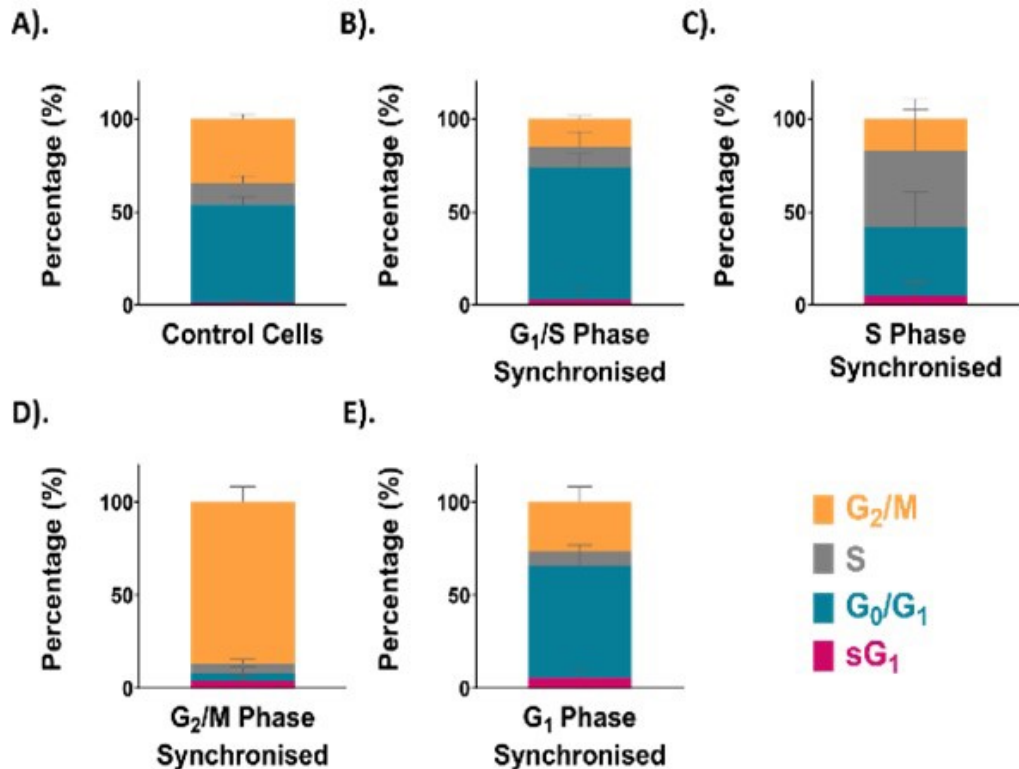 A).
B).
C).
Percentage (%)
100
50
0
Control Cells
Percentage (%)
100
50
0
G₁/S Phase
Synchronised
Percentage (%)
100
50
0
S Phase
Synchronised
D).
E).
Percentage (%)
100
50
0
G₂/M Phase
Synchronised
Percentage (%)
100
50
0
G₁ Phase
Synchronised
G₂/M
S
G₀/G₁
sG₁